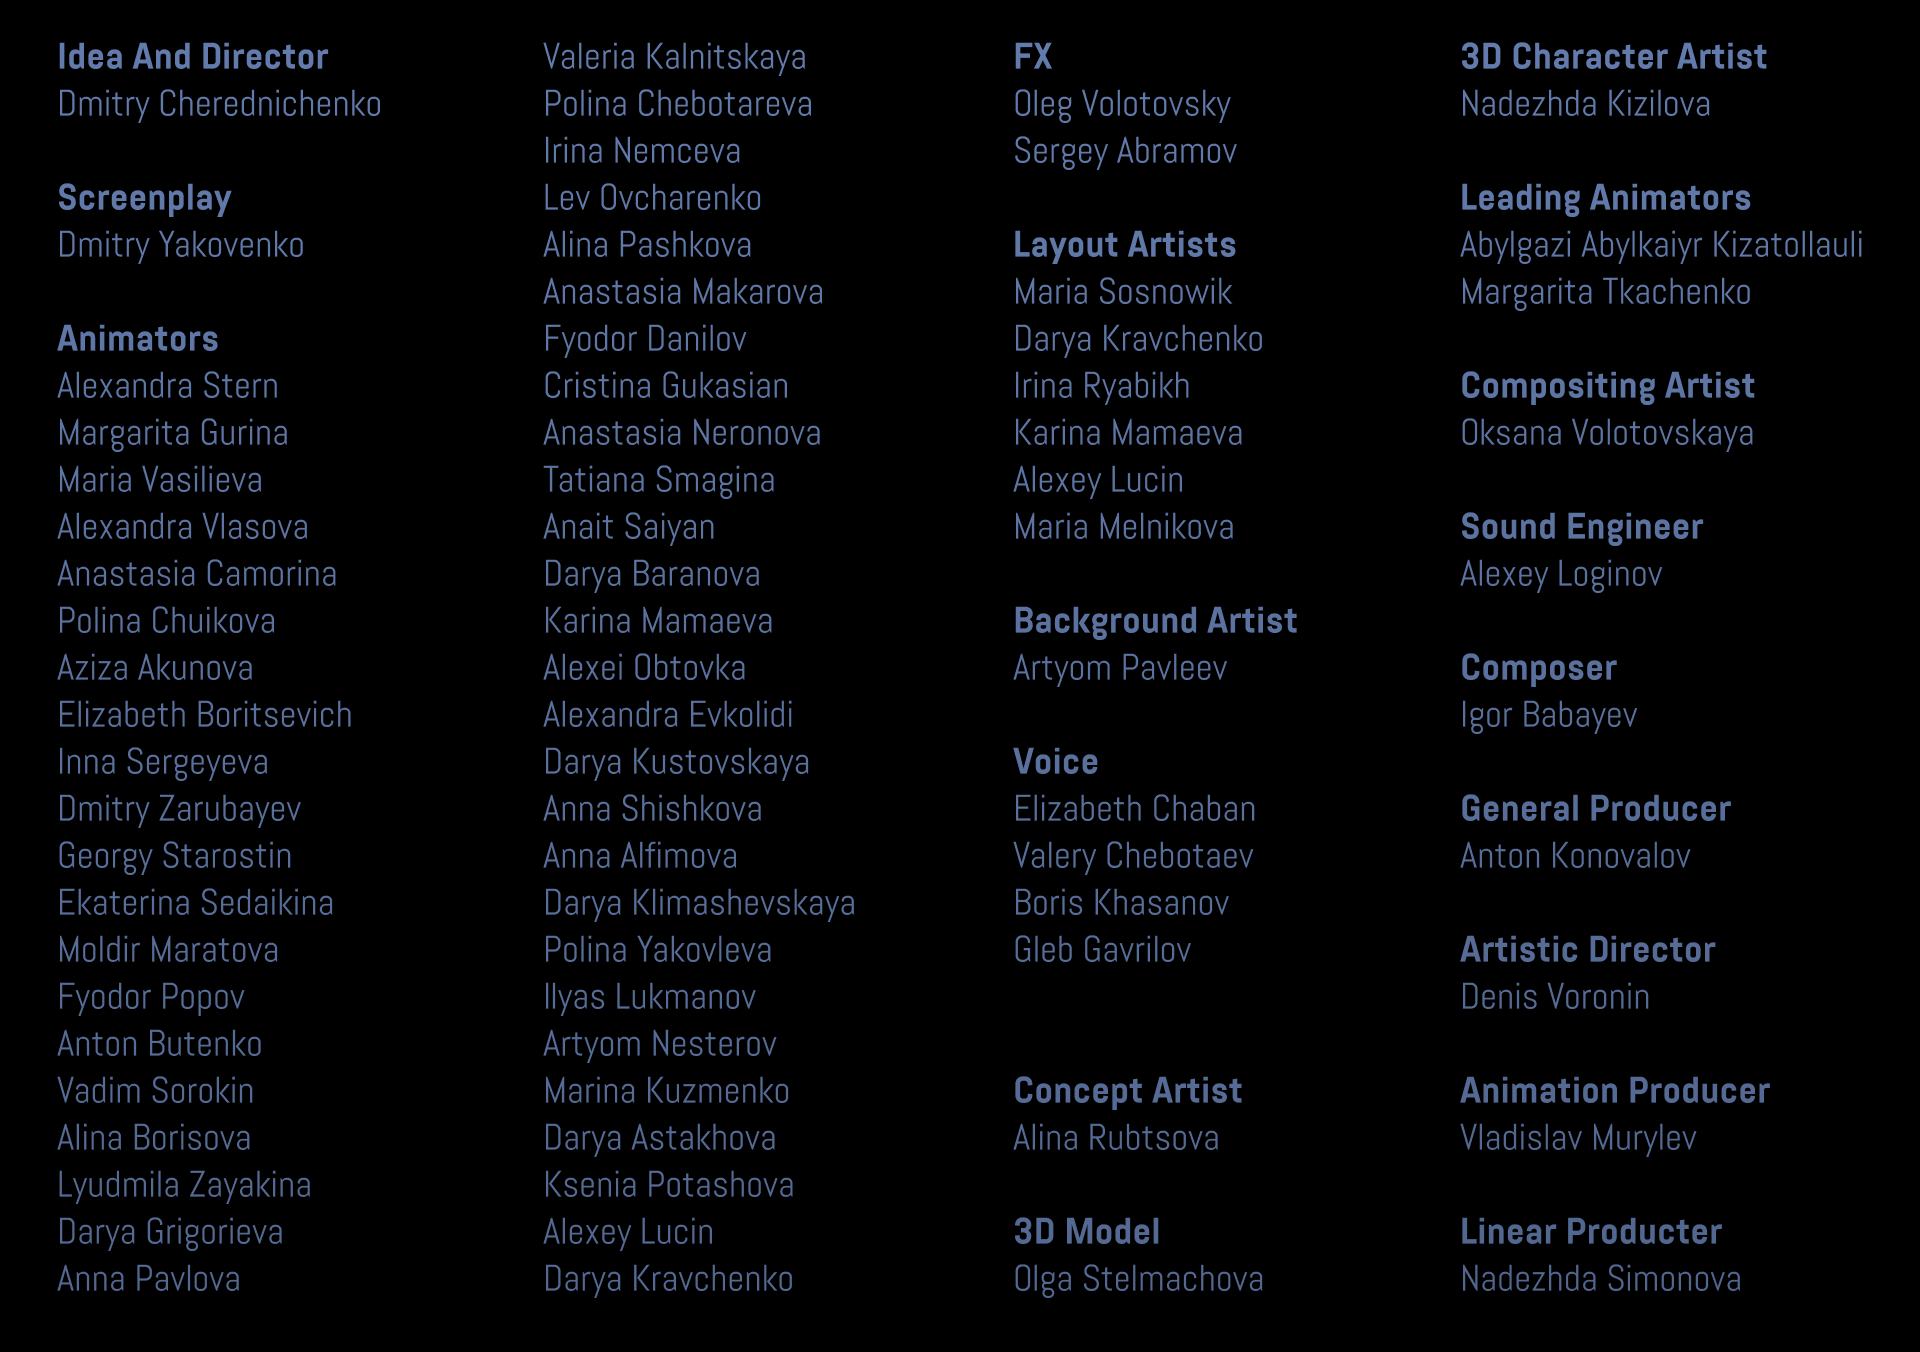 Idea And Director
Dmitry Cherednichenko
Screenplay
Dmitry Yakovenko
Animators
Alexandra Stern
Margarita Gurina
Maria Vasilieva
Alexandra Vlasova
Anastasia Camorina
Polina Chuikova
Aziza Akunova
Elizabeth Boritsevich
Inna Sergeyeva
Dmitry Zarubayev
Georgy Starostin
Ekaterina Sedaikina
Moldir Maratova
Fyodor Popov
Anton Butenko
Vadim Sorokin
Alina Borisova
Lyudmila Zayakina
Darya Grigorieva
Anna Pavlova
Valeria Kalnitskaya
Polina Chebotareva
Irina Nemceva
Lev Ovcharenko
Alina Pashkova
Anastasia Makarova
Fyodor Danilov
Cristina Gukasian
Anastasia Neronova
Tatiana Smagina
Anait Saiyan
Darya Baranova
Karina Mamaeva
Alexei Obtovka
Alexandra Evkolidi
Darya Kustovskaya
Anna Shishkova
Anna Alfimova
Darya Klimashevskaya
Polina Yakovleva
Ilyas Lukmanov
Artyom Nesterov
Marina Kuzmenko
Darya Astakhova
Ksenia Potashova
Alexey Lucin
Darya Kravchenko
FX
Oleg Volotovsky
Sergey Abramov
Layout Artists
Maria Sosnowik
Darya Kravchenko
Irina Ryabikh
Karina Mamaeva
Alexey Lucin
Maria Melnikova
Background Artist
Artyom Pavleev
Voice
Elizabeth Chaban
Valery Chebotaev
Boris Khasanov
Gleb Gavrilov
Concept Artist
Alina Rubtsova
3D Model
Olga Stelmachova
3D Character Artist
Nadezhda Kizilova
Leading Animators
Abylgazi Abylkaiyr Kizatollauli
Margarita Tkachenko
Compositing Artist
Oksana Volotovskaya
Sound Engineer
Alexey Loginov
Composer
Igor Babayev
General Producer
Anton Konovalov
Artistic Director
Denis Voronin
Animation Producer
Vladislav Murylev
Linear Producter
Nadezhda Simonova